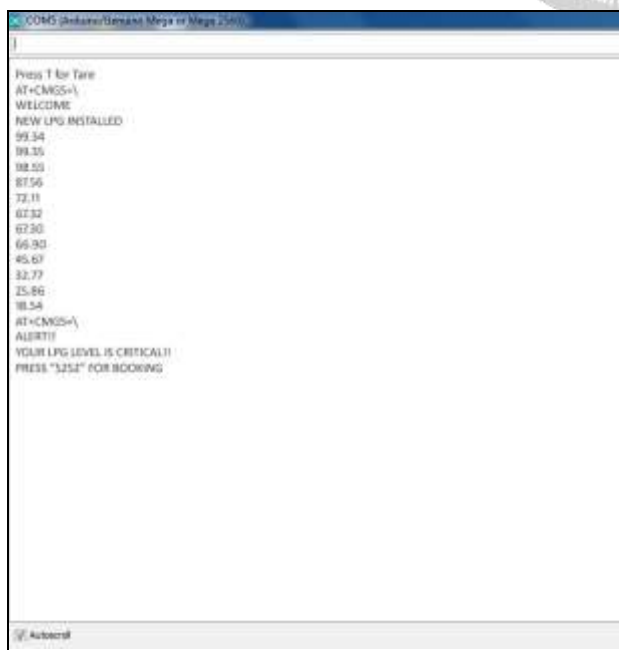 COM5 (Arduino/Genuino Mega or Mega 2560)
Press T for Tare
AT+CMGS=\
WELCOME
NEW LPG INSTALLED
99.34
99.35
98.55
87.56
72.11
67.32
67.30
66.90
45.67
32.77
25.86
18.54
AT+CMGS=\
ALERT!!
YOUR LPG LEVEL IS CRITICAL!!
PRESS "5252" FOR BOOKING
Autoscroll